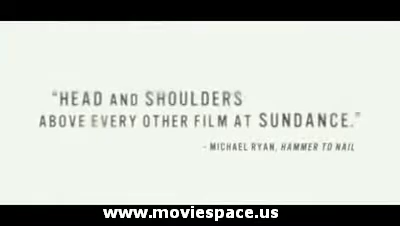 "HEAD AND SHOULDERS
ABOVE EVERY OTHER FILM AT SUNDANCE."
- MICHAEL RYAN, HAMMER TO NAIL
www.moviespace.us